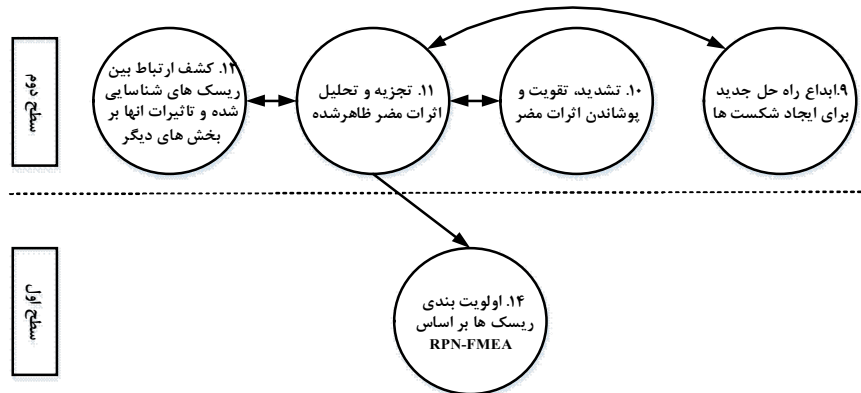 سطح دوم
۹.ابداع راه حل جدید
برای ایجاد شکست ها
۱۰. تشدید، تقویت و
پوشاندن اثرات مضر
۱۱. تجزیه و تحلیل
اثرات مضر ظاهرشده
۱۳. کشف ارتباط بین
ریسک های شناسایی
شده و تاثیرات انها بر
بخش های دیگر
سطح اول
۱۴. اولویت بندی
ریسک ها بر اساس
RPN-FMEA